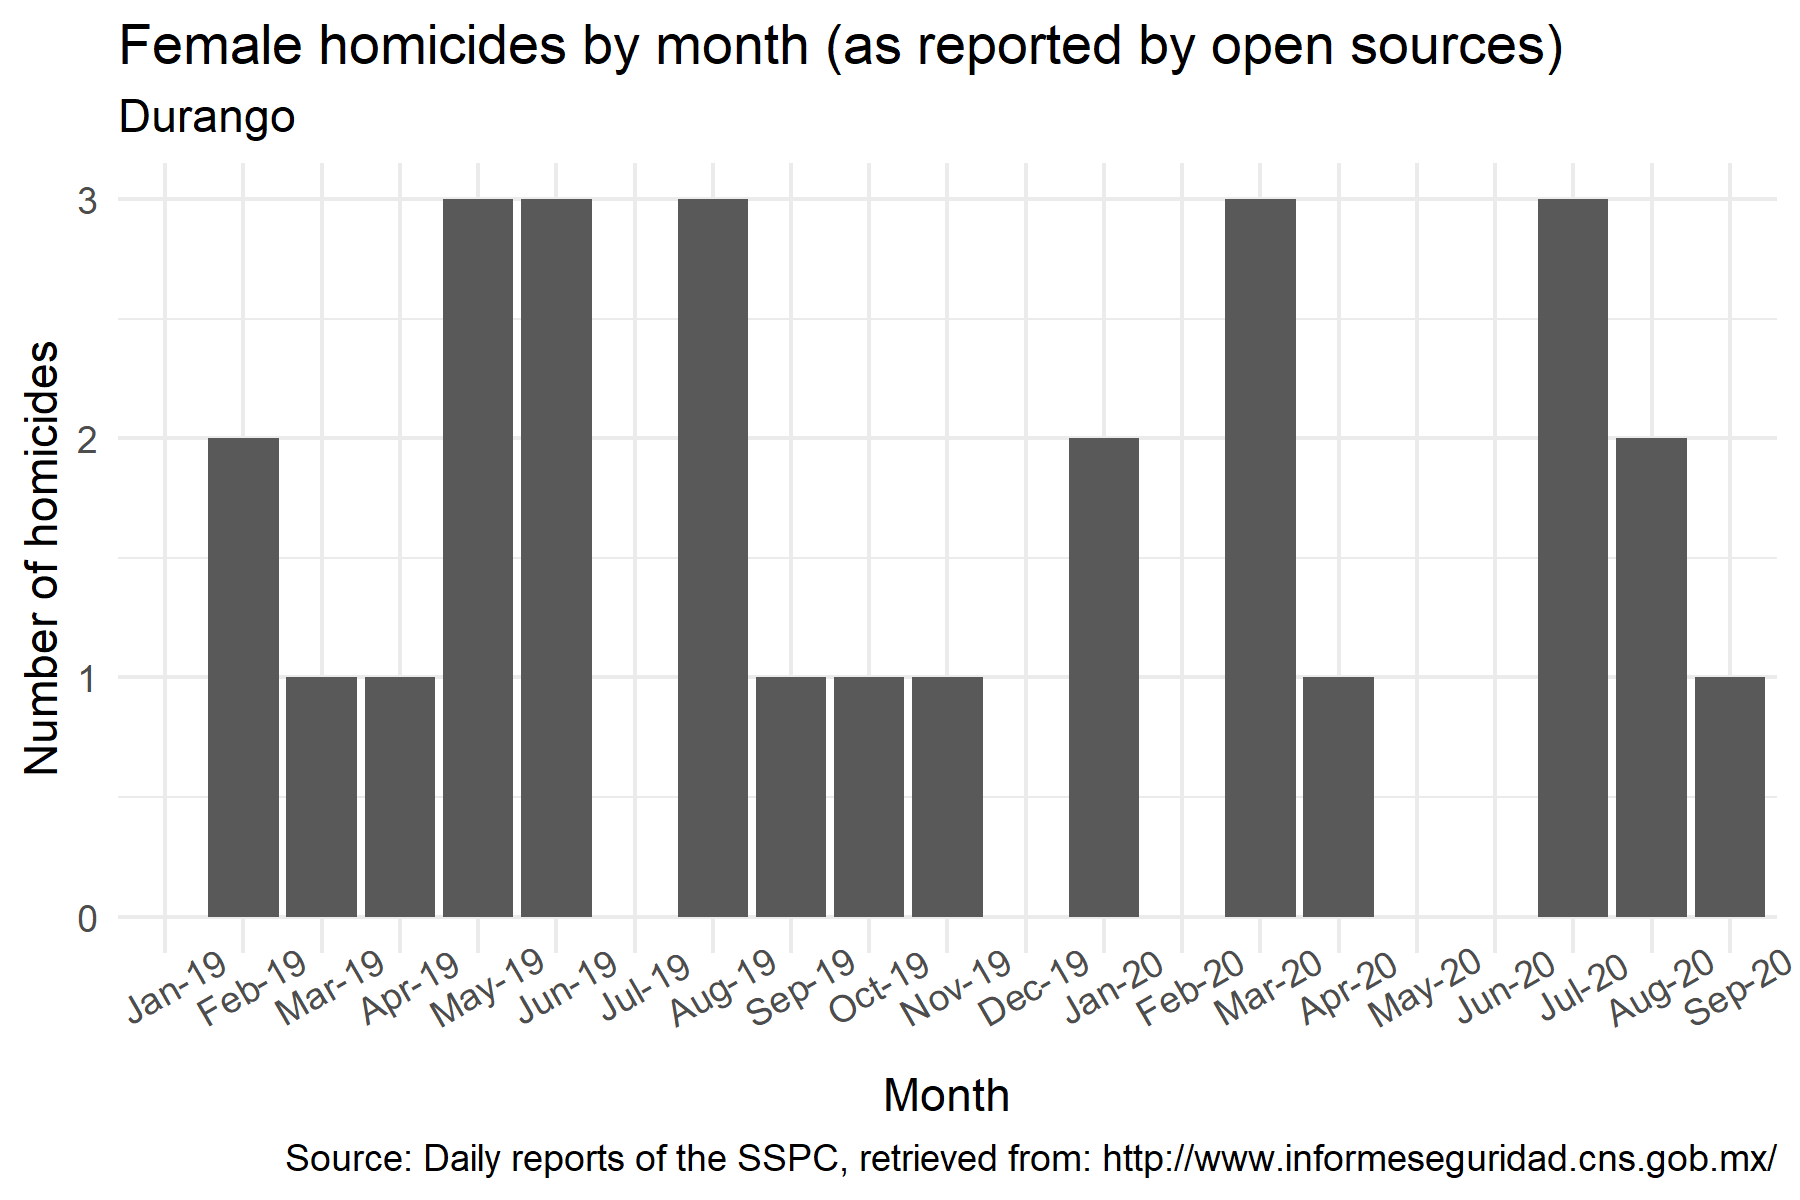 Female homicides by month (as reported by open sources)
Durango
Number of homicides
3
2
1
0
Jan-19
Feb-19
Mar-19
Apr-19
May-19
Jun-19
Jul-19
Aug-19
Sep-19
Oct-19
Nov-19
Dec-19
Jan-20
Feb-20
Mar-20
Apr-20
May-20
Jun-20
Jul-20
Aug-20
Sep-20
Month
Source: Daily reports of the SSPC, retrieved from: http://www.informeseguridad.cns.gob.mx/